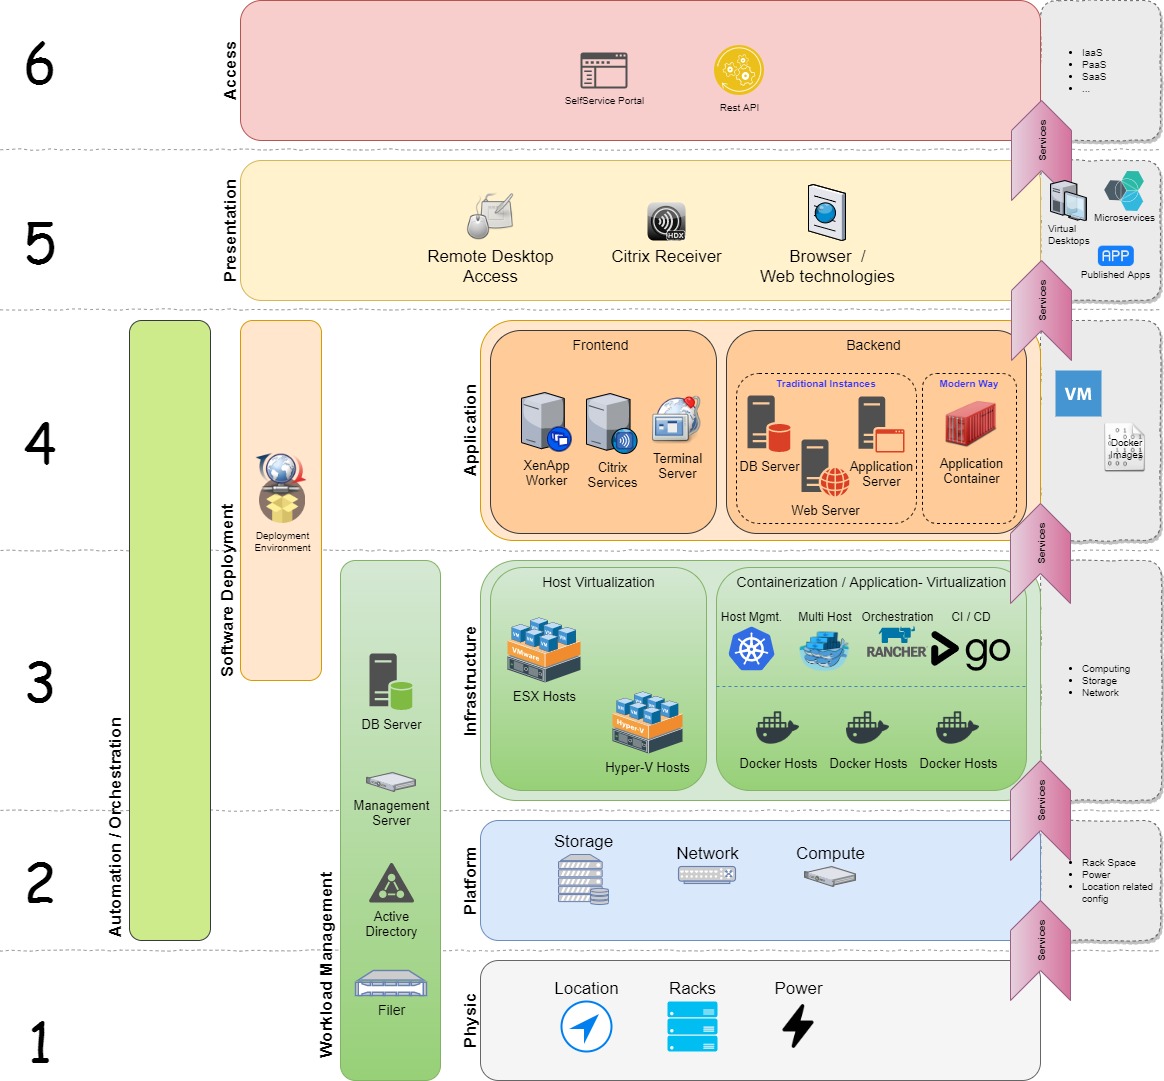 6
Access
SelfService Portal
Rest API
IaaS
PaaS
SaaS
...
Services
5
Presentation
Remote Desktop
Access
HDX
Citrix Receiver
Browser /
Web technologies
Virtual
Desktops
Microservices
APP
Published Apps
Services
4
Automation / Orchestration
Software Deployment
Deployment
Environment
Application
Frontend
XenApp
Worker
Citrix
Services
Terminal
Server
Backend
Traditional Instances
DB Server
Web Server
Application
Server
Modern Way
Application
Container
VM
Docker
Images
Services
3
Workload Management
DB Server
Management
Server
Active
Directory
Filer
Infrastructure
Host Virtualization
VMware
ESX Hosts
Hyper-V
Hyper-V Hosts
Containerization / Application- Virtualization
Host Mgmt.
Multi Host
Orchestration
RANCHER
CI / CD
go
Docker Hosts
Docker Hosts
Docker Hosts
Computing
Storage
Network
Services
2
Platform
Storage
Network
Compute
Rack Space
Power
Location related
config
Services
1
Physic
Location
Racks
Power